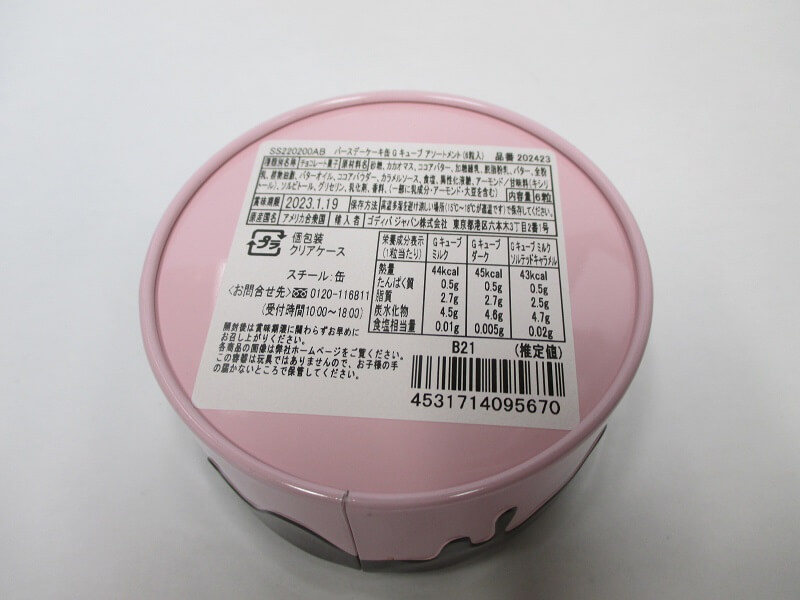 SS220200AB バースデーケーキ缶 G キューブ アソートメント(6粒入) 品番 202423
種類別名称 チョコレート菓子 原材料名 砂糖、カカオマス、ココアバター、加糖練乳、脱脂粉乳、バター、全粉
乳、植物油脂、バターオイル、ココアパウダー、カラメルソース、食塩、異性化液糖、アーモンド/甘味料(キシリ
トール)、ソルビトール、グリセリン、乳化剤、香料、(一部に乳成分・アーモンド・大豆を含む) 内容量 6粒
賞味期限 2023.1.19 保存方法 高温多湿を避け涼しい場所(15℃~18℃が適温です)で保存してください。
原産国名 アメリカ合衆国 輸入者 ゴディバ ジャパン株式会社 東京都港区六本木3丁目2番1号
プラ 個包装
クリアケース
スチール:缶
<お問合せ先> 0120-116811
(受付時間10:00~18:00)
開封後は賞味期限に関わらずお早めに
お召し上がりください。
各商品の画像は弊社ホームページをご覧ください。
この容器は玩具ではありませんので、お子様の手
の届かないところで保管してください。
栄養成分表示 (1粒当たり) G キューブ ミルク G キューブ ダーク G キューブ ミルク ソルテッドキャラメル
熱量 44kcal 45kcal 43kcal
たんぱく質 0.5g 0.5g 0.5g
脂質 2.7g 2.7g 2.5g
炭水化物 4.5g 4.6g 4.7g
食塩相当量 0.01g 0.005g 0.02g
B21 (推定値)
4531714095670